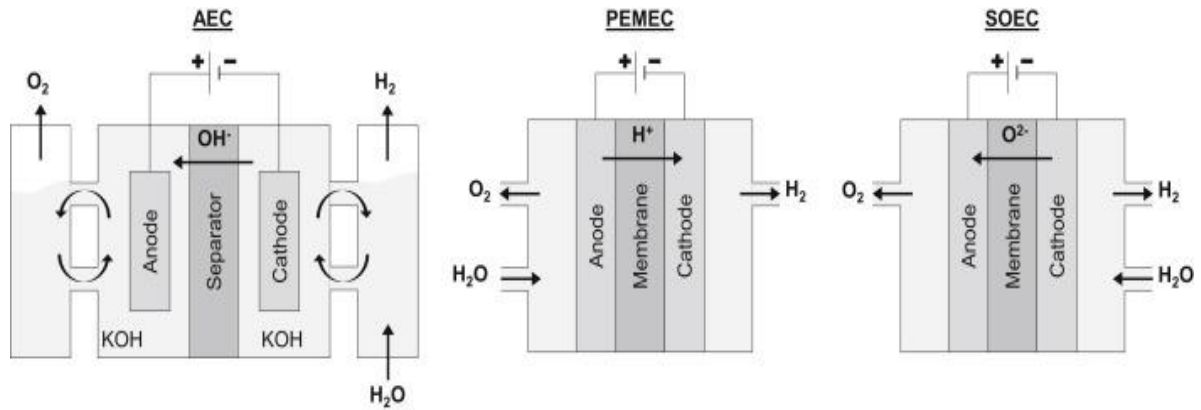 AEC
+ −
O₂
H₂
OH⁻
Anode
Separator
Cathode
KOH
KOH
H₂O
PEMEC
+ −
H⁺
O₂
H₂
Anode
Membrane
Cathode
H₂O
SOEC
+ −
O²⁻
O₂
H₂
Anode
Membrane
Cathode
H₂O